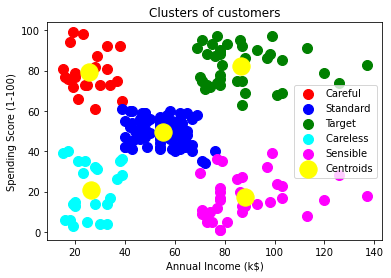 Clusters of customers
Spending Score (1-100)
100
80
60
40
20
0
Careful
Standard
Target
Careless
Sensible
Centroids
20 40 60 80 100 120 140
Annual Income (k$)